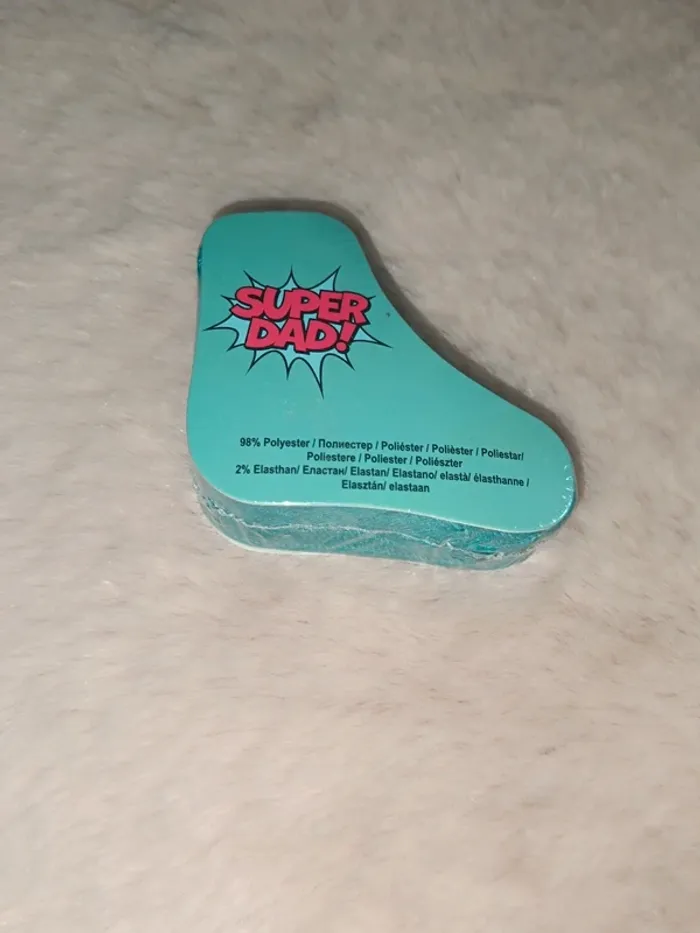 SUPER
DAD!
98% Polyester / Полиестер / Poliéster / Polièster / Poliestar/
Poliestere / Poliester / Poliészter
2% Elasthan/ Еластан/ Elastan/ Elastano/ elastà/ élasthanne /
Elasztán/ elastaan